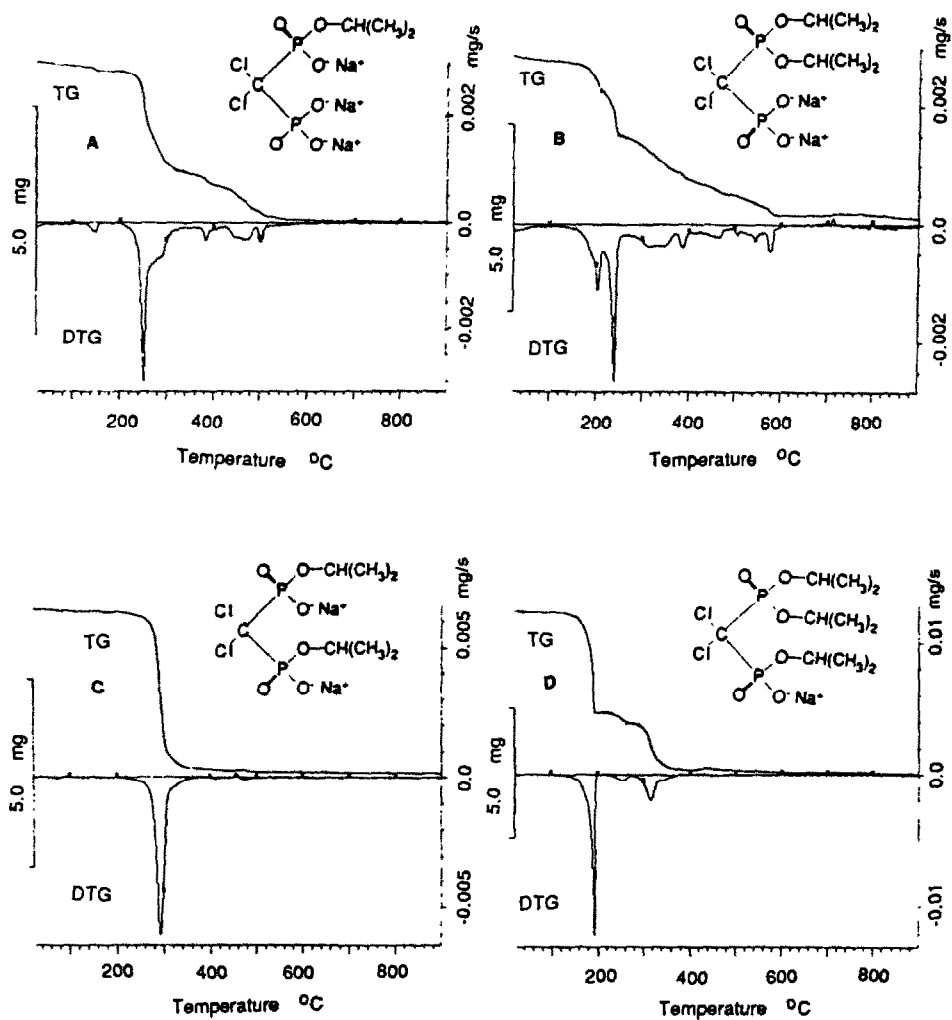 O O—CH(CH₃)₂
P
Cl O⁻ Na⁺
C
Cl O⁻ Na⁺
P
O O⁻ Na⁺
TG
A
5.0 mg
DTG
0.002 mg/s
0.0
-0.002
200 400 600 800
Temperature ºC
O O—CH(CH₃)₂
P
Cl O—CH(CH₃)₂
C
Cl O⁻ Na⁺
P
O O⁻ Na⁺
TG
B
5.0 mg
DTG
0.002 mg/s
0.0
-0.002
200 400 600 800
Temperature ºC
O O—CH(CH₃)₂
P
Cl O⁻ Na⁺
C
Cl O—CH(CH₃)₂
P
O O⁻ Na⁺
TG
C
5.0 mg
DTG
0.005 mg/s
0.0
-0.005
200 400 600 800
Temperature ºC
O O—CH(CH₃)₂
P
Cl O—CH(CH₃)₂
C
Cl O—CH(CH₃)₂
P
O O⁻ Na⁺
TG
D
5.0 mg
DTG
0.01 mg/s
0.0
-0.01
200 400 600 800
Temperature ºC